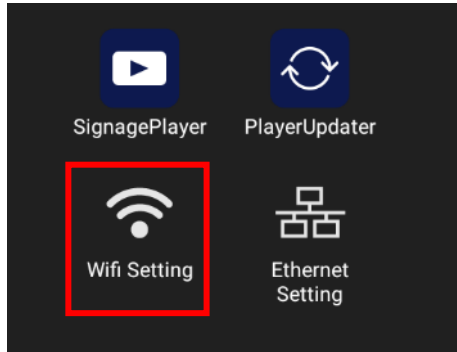 SignagePlayer
PlayerUpdater
Wifi Setting
Ethernet
Setting